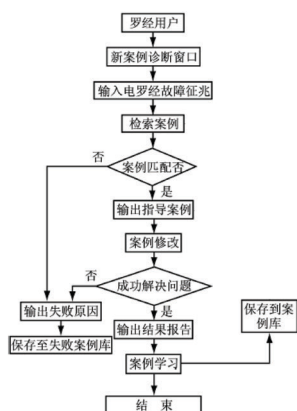 罗经用户
新案例诊断窗口
输入电罗经故障征兆
检索案例
否
案例匹配否
是
输出指导案例
案例修改
否
成功解决问题
输出失败原因
是
保存到案
例库
输出结果报告
保存至失败案例库
案例学习
结束